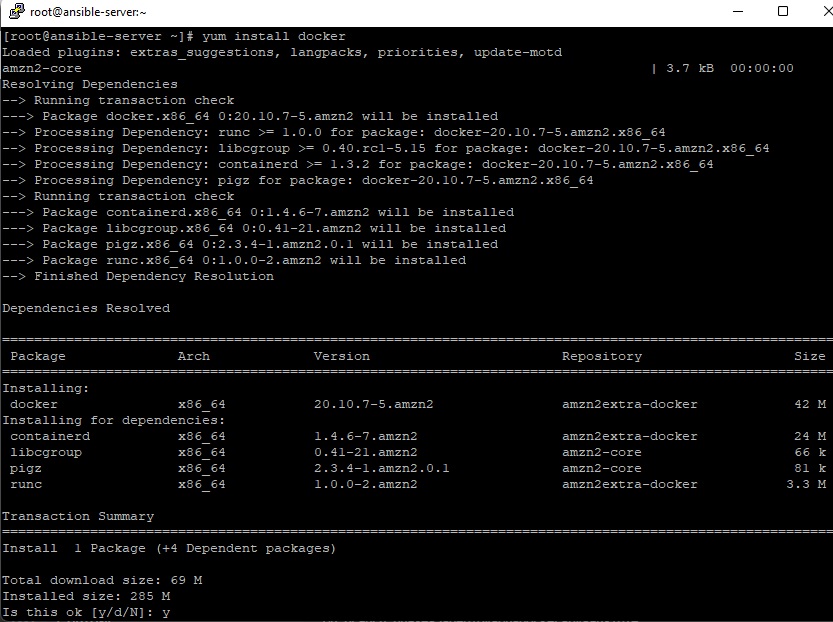 root@ansible-server:~
[root@ansible-server ~]# yum install docker
Loaded plugins: extras_suggestions, langpacks, priorities, update-motd
amzn2-core | 3.7 kB 00:00:00
Resolving Dependencies
--> Running transaction check
---> Package docker.x86_64 0:20.10.7-5.amzn2 will be installed
--> Processing Dependency: runc >= 1.0.0 for package: docker-20.10.7-5.amzn2.x86_64
--> Processing Dependency: libcgroup >= 0.40.rc1-5.15 for package: docker-20.10.7-5.amzn2.x86_64
--> Processing Dependency: containerd >= 1.3.2 for package: docker-20.10.7-5.amzn2.x86_64
--> Processing Dependency: pigz for package: docker-20.10.7-5.amzn2.x86_64
--> Running transaction check
---> Package containerd.x86_64 0:1.4.6-7.amzn2 will be installed
---> Package libcgroup.x86_64 0:0.41-21.amzn2 will be installed
---> Package pigz.x86_64 0:2.3.4-1.amzn2.0.1 will be installed
---> Package runc.x86_64 0:1.0.0-2.amzn2 will be installed
--> Finished Dependency Resolution
Dependencies Resolved
Package Arch Version Repository Size
Installing:
docker x86_64 20.10.7-5.amzn2 amzn2extra-docker 42 M
Installing for dependencies:
containerd x86_64 1.4.6-7.amzn2 amzn2extra-docker 24 M
libcgroup x86_64 0.41-21.amzn2 amzn2-core 66 k
pigz x86_64 2.3.4-1.amzn2.0.1 amzn2-core 81 k
runc x86_64 1.0.0-2.amzn2 amzn2extra-docker 3.3 M
Transaction Summary
Install 1 Package (+4 Dependent packages)
Total download size: 69 M
Installed size: 285 M
Is this ok [y/d/N]: y